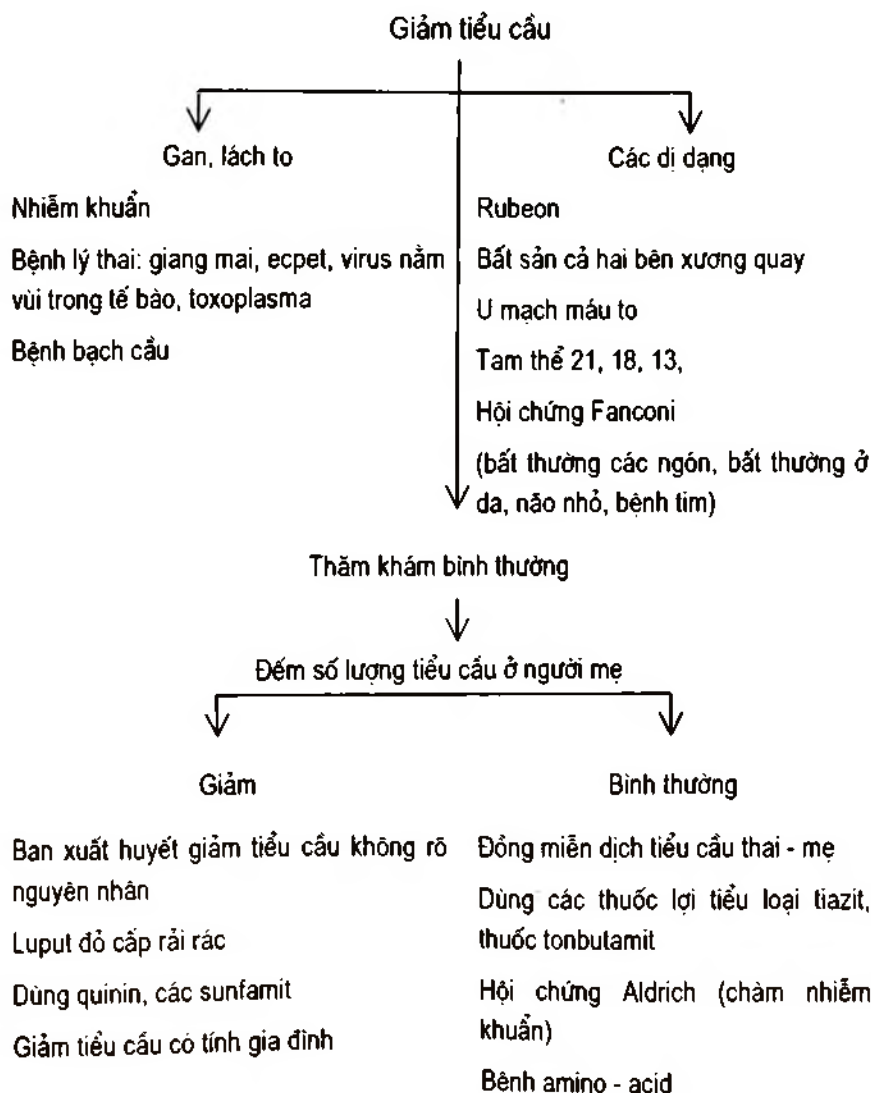 Giảm tiểu cầu
Gan, lách to
Nhiễm khuẩn
Bệnh lý thai: giang mai, ecpet, virus nằm
vùi trong tế bào, toxoplasma
Bệnh bạch cầu
Các dị dạng
Rubeon
Bất sản cả hai bên xương quay
U mạch máu to
Tam thể 21, 18, 13,
Hội chứng Fanconi
(bất thường các ngón, bất thường ở
da, não nhỏ, bệnh tim)
Thăm khám bình thường
Đếm số lượng tiểu cầu ở người mẹ
Giảm
Ban xuất huyết giảm tiểu cầu không rõ
nguyên nhân
Luput đỏ cấp rải rác
Dùng quinin, các sunfamit
Giảm tiểu cầu có tính gia đình
Bình thường
Đồng miễn dịch tiểu cầu thai - mẹ
Dùng các thuốc lợi tiểu loại tiazit,
thuốc tonbutamit
Hội chứng Aldrich (chàm nhiễm
khuẩn)
Bệnh amino - acid